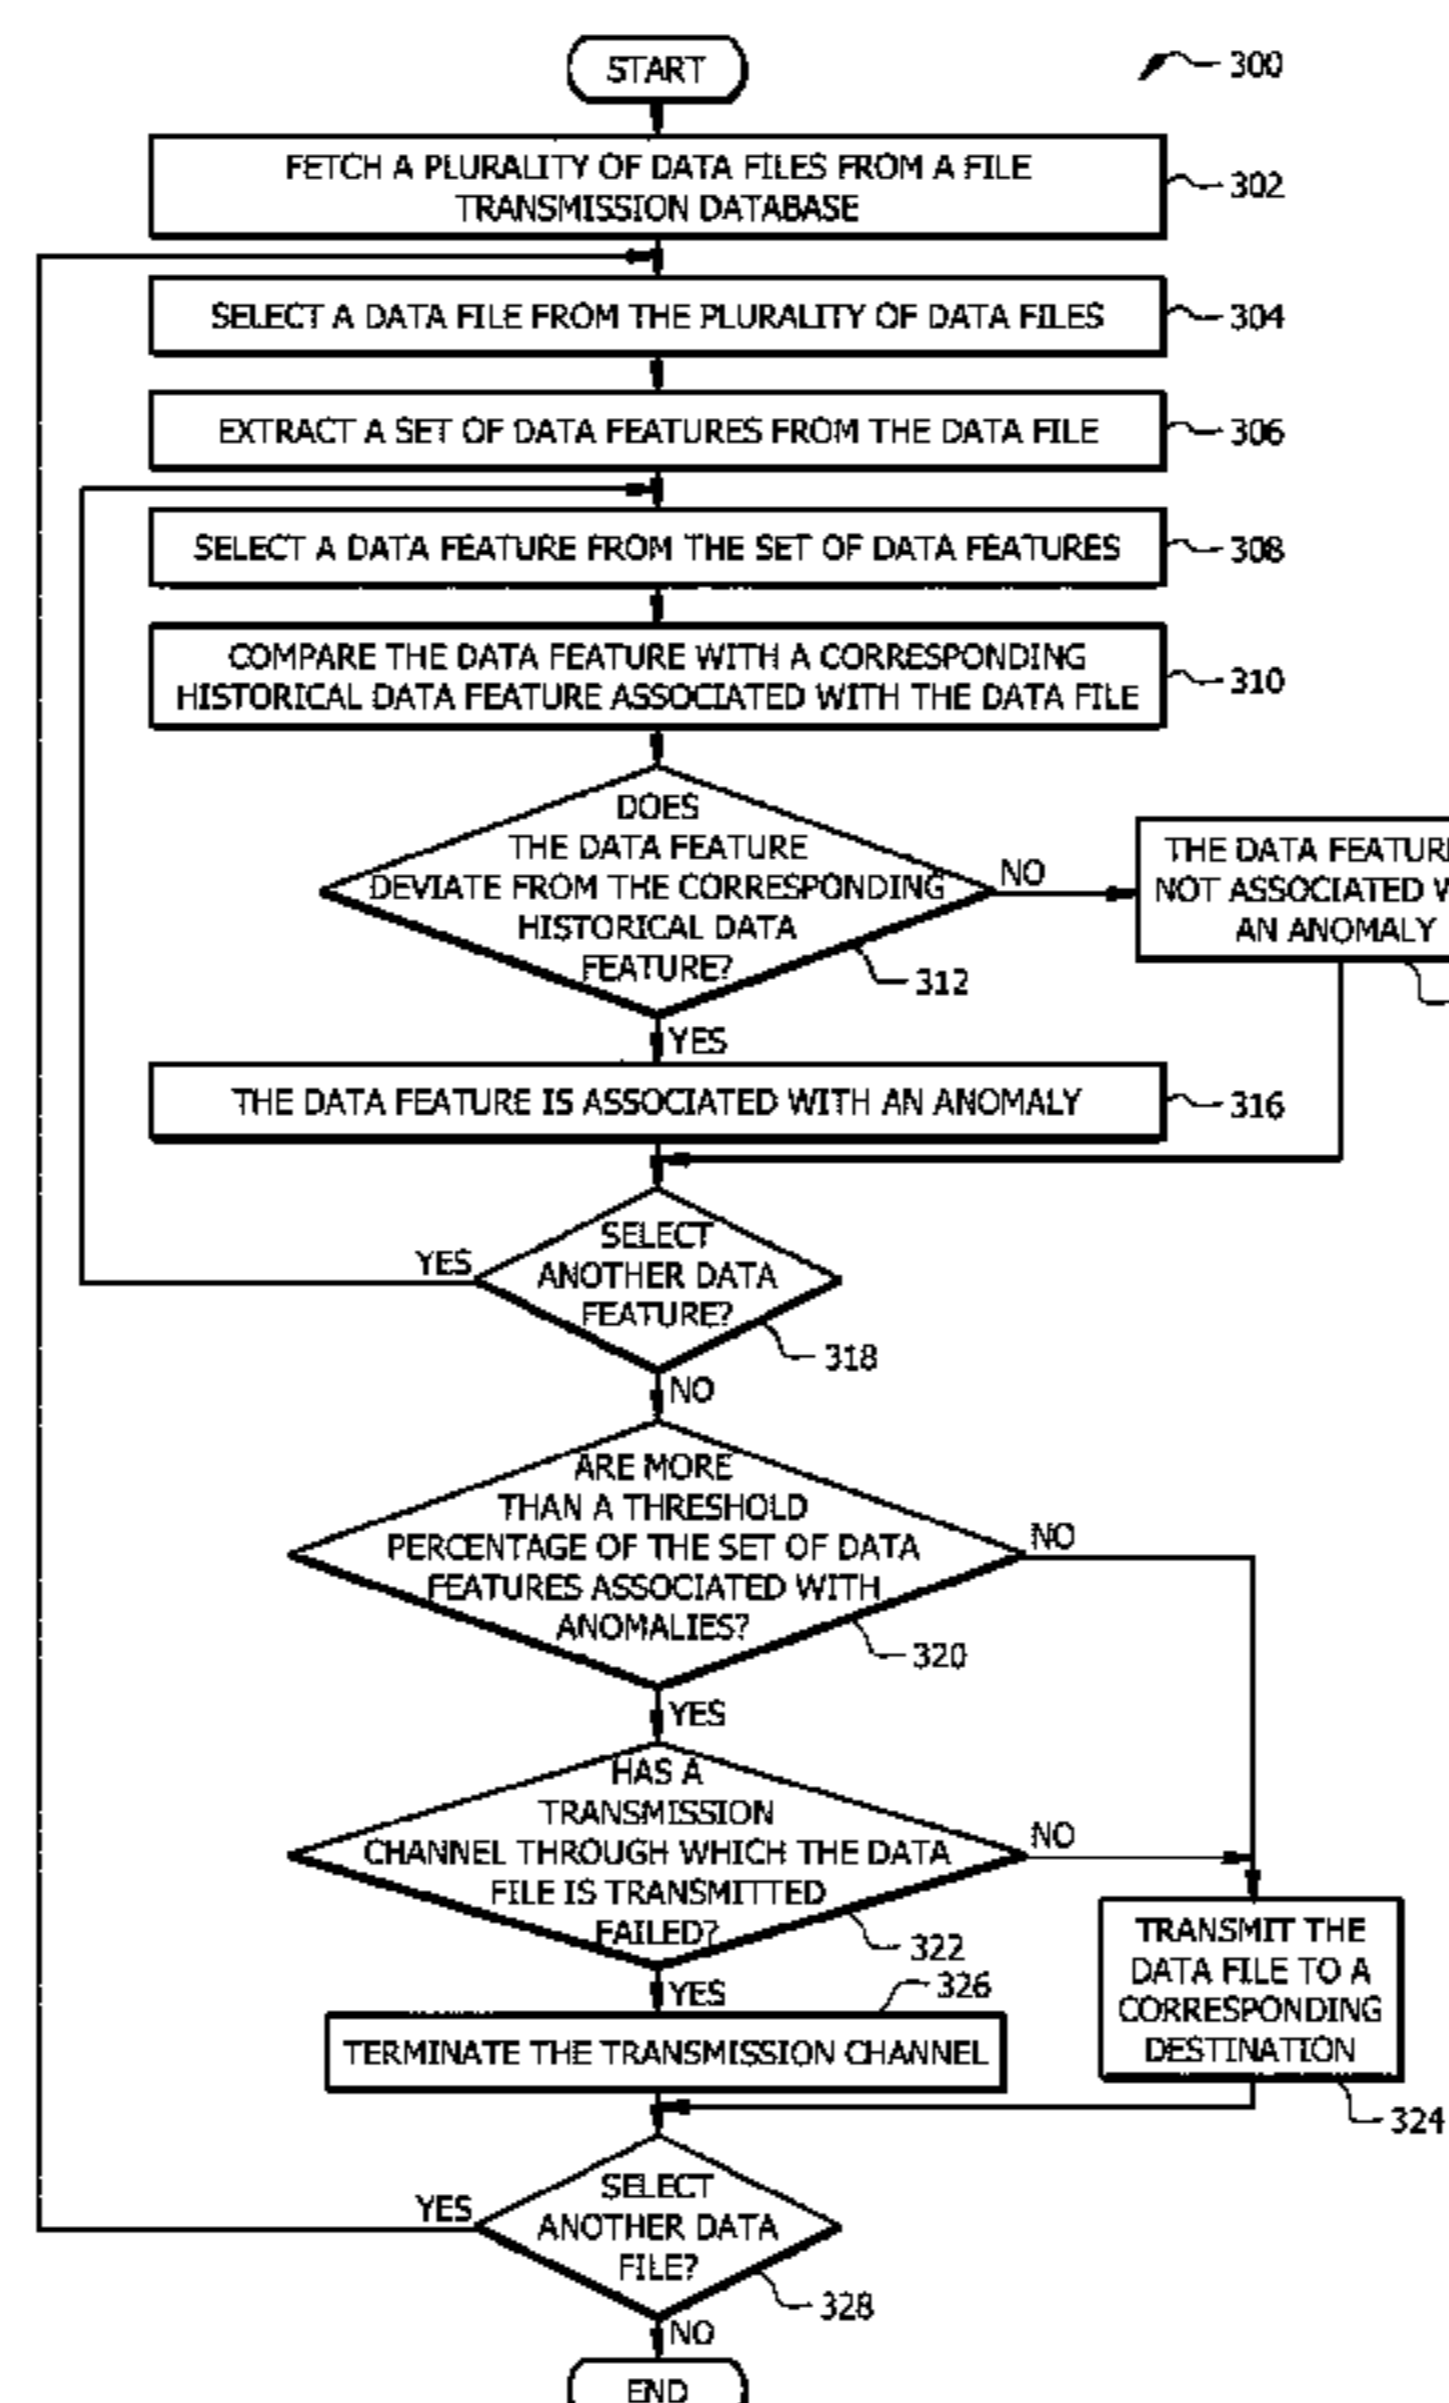 START
300
FETCH A PLURALITY OF DATA FILES FROM A FILE
TRANSMISSION DATABASE
302
SELECT A DATA FILE FROM THE PLURALITY OF DATA FILES
304
EXTRACT A SET OF DATA FEATURES FROM THE DATA FILE
306
SELECT A DATA FEATURE FROM THE SET OF DATA FEATURES
308
COMPARE THE DATA FEATURE WITH A CORRESPONDING
HISTORICAL DATA FEATURE ASSOCIATED WITH THE DATA FILE
310
DOES
THE DATA FEATURE
DEVIATE FROM THE CORRESPONDING
HISTORICAL DATA
FEATURE?
312
NO
THE DATA FEATURE
NOT ASSOCIATED
AN ANOMALY
YES
THE DATA FEATURE IS ASSOCIATED WITH AN ANOMALY
316
SELECT
ANOTHER DATA
FEATURE?
YES
318
NO
ARE MORE
THAN A THRESHOLD
PERCENTAGE OF THE SET OF DATA
FEATURES ASSOCIATED WITH
ANOMALIES?
NO
320
YES
HAS A
TRANSMISSION
CHANNEL THROUGH WHICH THE DATA
FILE IS TRANSMITTED
FAILED?
NO
322
YES
326
TERMINATE THE TRANSMISSION CHANNEL
TRANSMIT THE
DATA FILE TO A
CORRESPONDING
DESTINATION
324
SELECT
ANOTHER DATA
FILE?
YES
328
NO
END